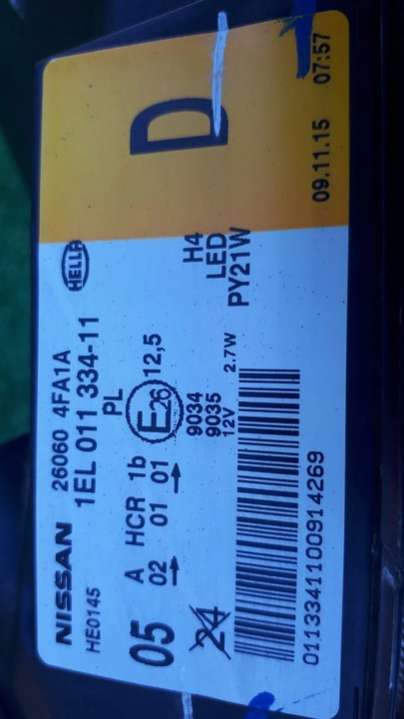 NISSAN 26060 4FA1A HELLA
HE0145 1EL 011 334-11
PL
D
05 A HCR 1b E26 12,5
02 01 01
24
9034 H4
9035 LED
12V 2.7W PY21W
0113341100914269
09.11.15 07:57